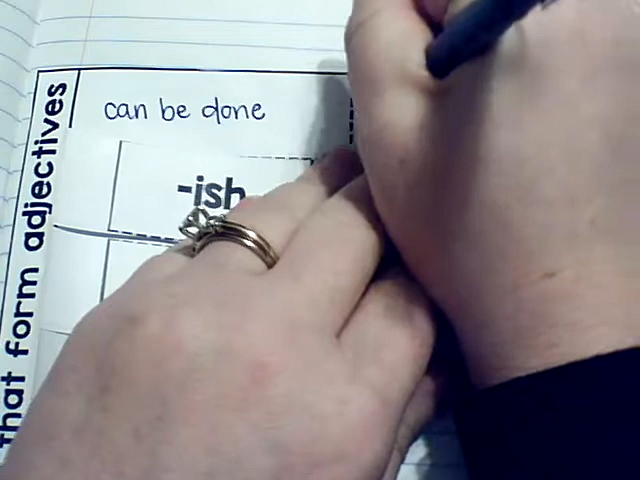 that form adjectives
can be done
-ish